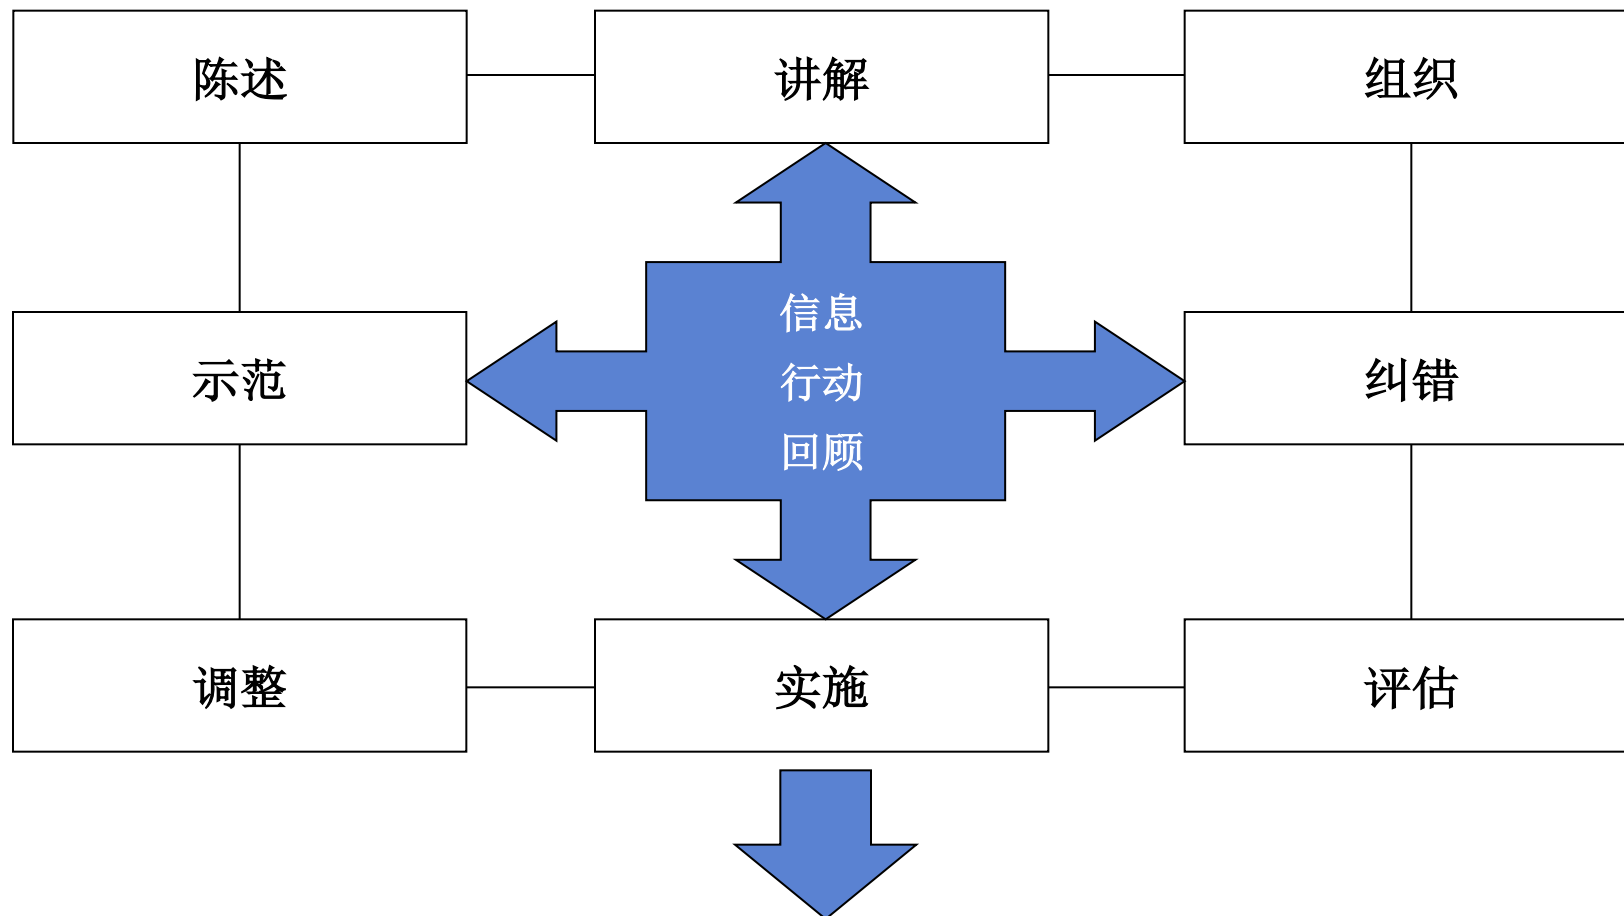 陈述
讲解
组织
信息
行动
回顾
示范
纠错
调整
实施
评估